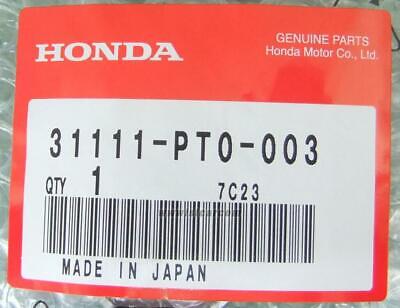 GENUINE PARTS
HONDA
Honda Motor Co., Ltd.
31111-PT0-003
QTY 1 7C23
MADE IN JAPAN